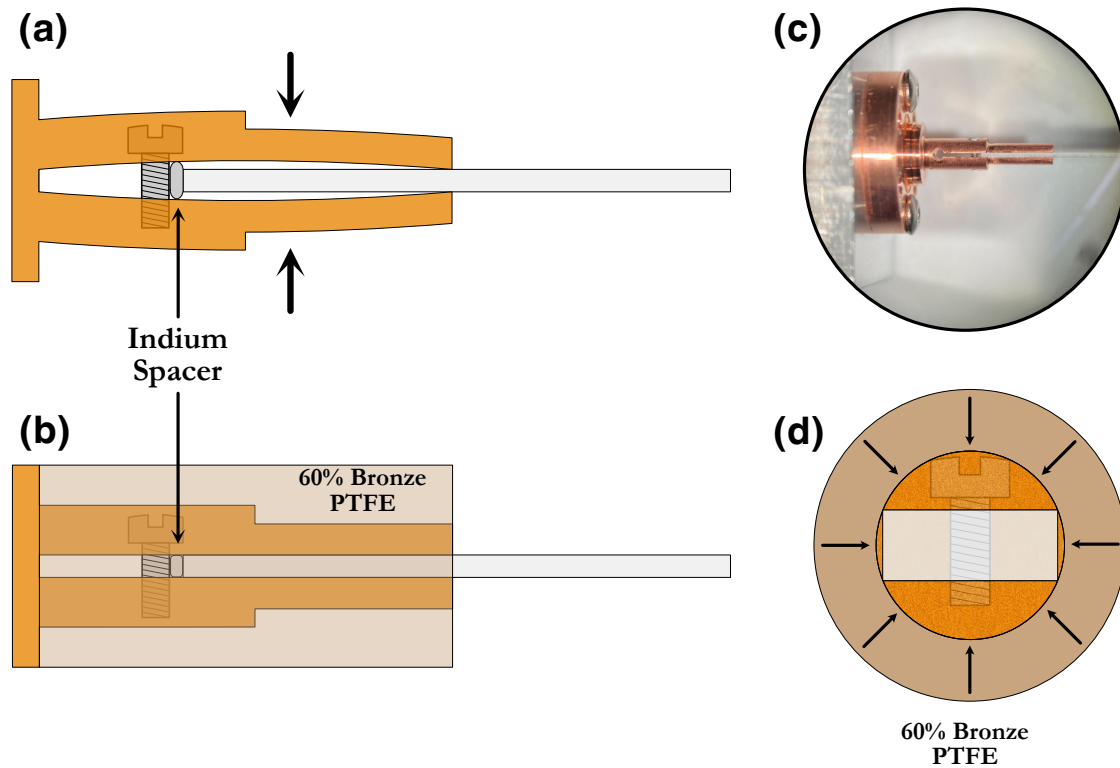 (a)
(c)
Indium
Spacer
(b)
60% Bronze
PTFE
(d)
60% Bronze
PTFE